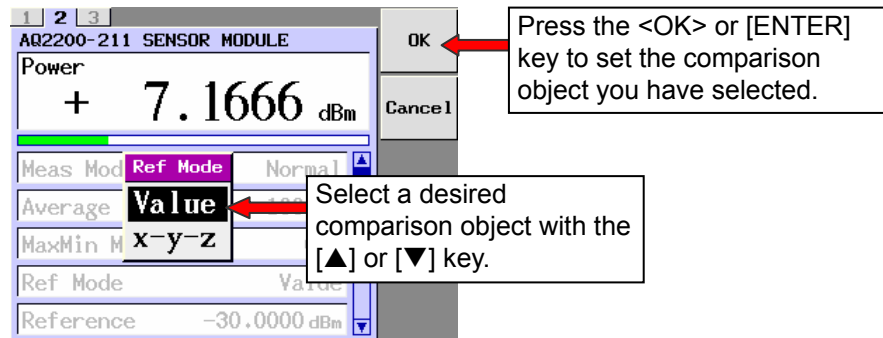 1 2 3
AQ2200-211 SENSOR MODULE
Power
+ 7.1666 dBm
OK
Cancel
Press the <OK> or [ENTER]
key to set the comparison
object you have selected.
Meas Mod
Normal
Ref Mode
Value
x-y-z
Average
MaxMin M
Select a desired
comparison object with the
[▲] or [▼] key.
Ref Mode
Value
Reference -30.0000 dBm